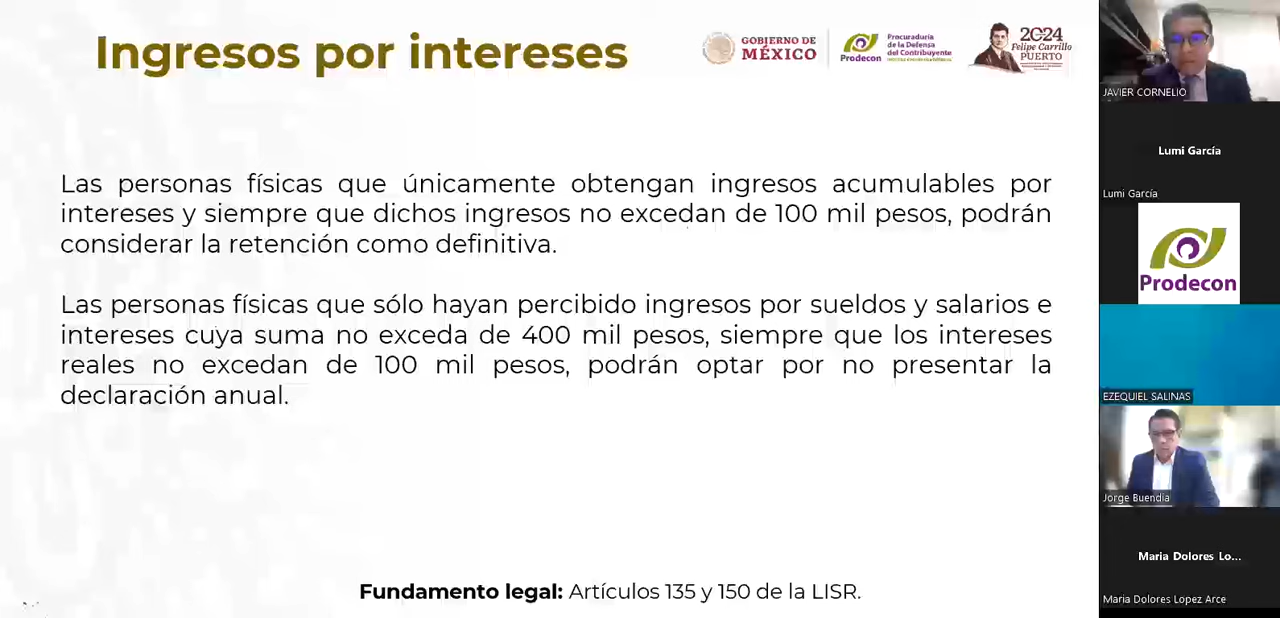 Ingresos por intereses
GOBIERNO DE
MÉXICO
Prodecon
Procuraduría
de la Defensa
del Contribuyente
2024
Felipe Carrillo
PUERTO
Las personas físicas que únicamente obtengan ingresos acumulables por
intereses y siempre que dichos ingresos no excedan de 100 mil pesos, podrán
considerar la retención como definitiva.
Las personas físicas que sólo hayan percibido ingresos por sueldos y salarios e
intereses cuya suma no exceda de 400 mil pesos, siempre que los intereses
reales no excedan de 100 mil pesos, podrán optar por no presentar la
declaración anual.
Fundamento legal: Artículos 135 y 150 de la LISR.
JAVIER CORNELIO
Lumi García
Lumi García
Prodecon
EZEQUIEL SALINAS
Jorge Buendía
Maria Dolores Lo...
Maria Dolores Lopez Arce